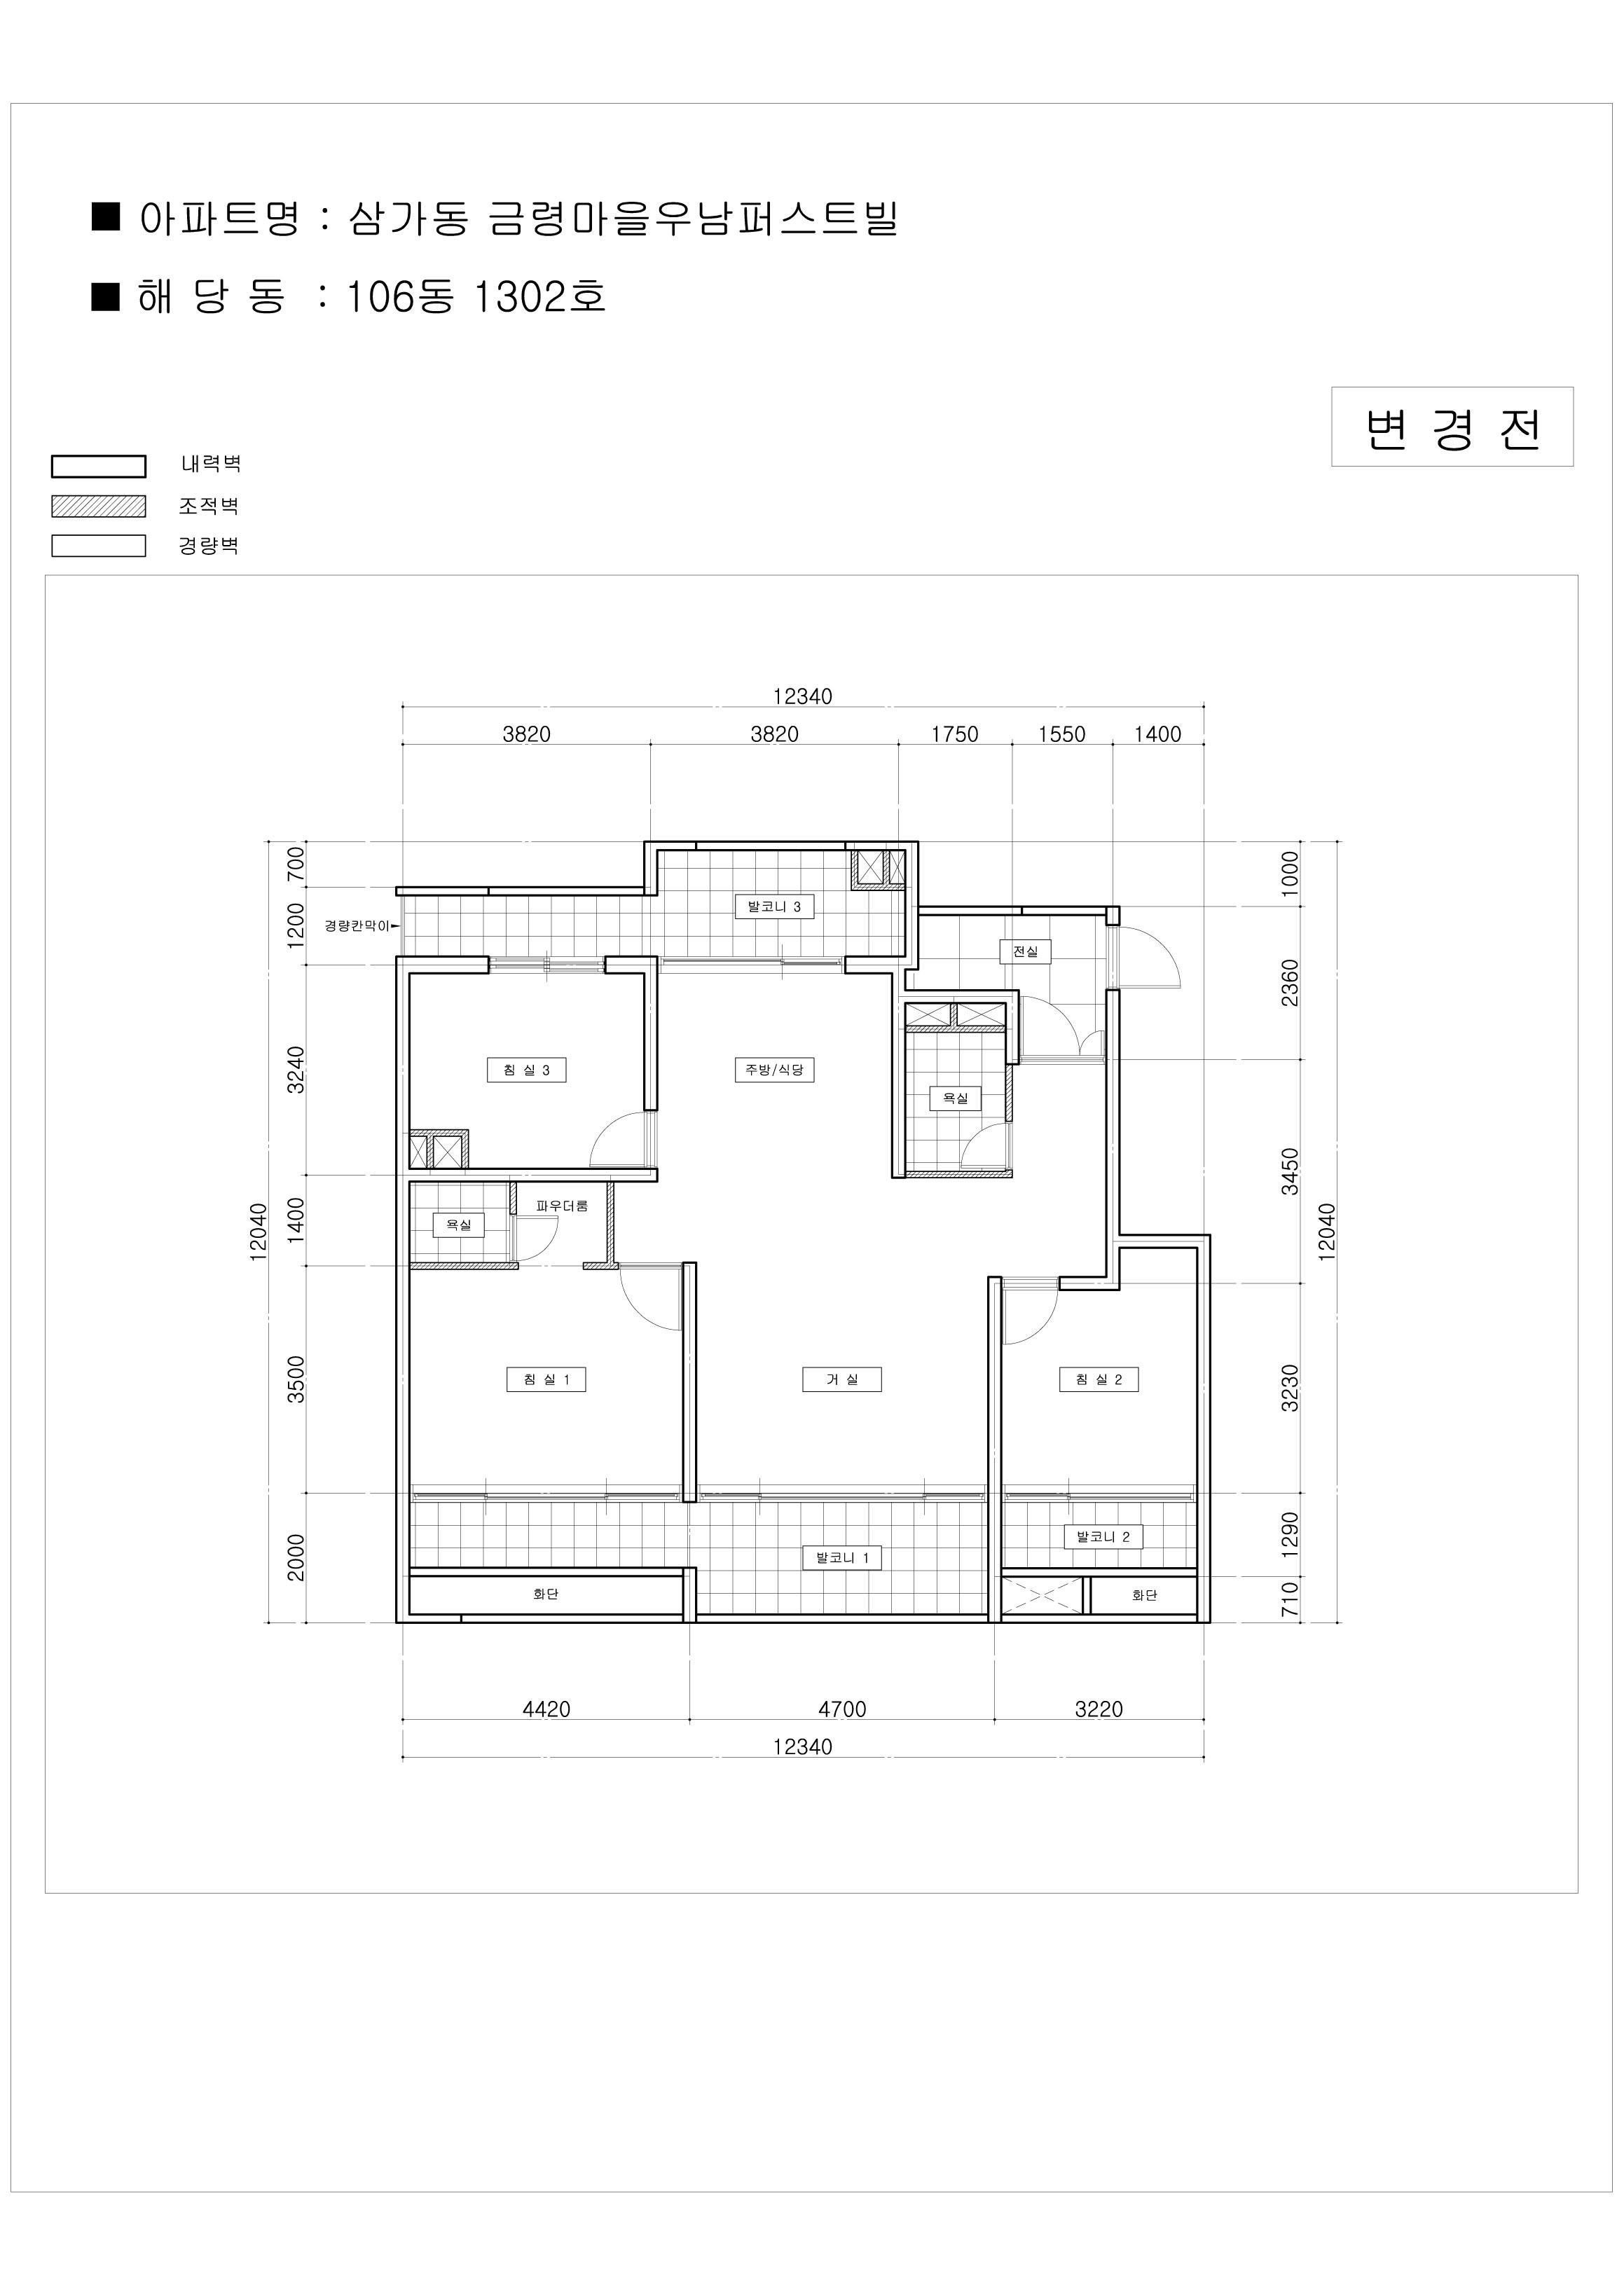 ■ 아파트명 : 삼가동 금령마을우남퍼스트빌
■ 해 당 동 : 106동 1302호
변 경 전
내력벽
조적벽
경량벽
12340
3820 3820 1750 1550 1400
700
1200
3240
1400
3500
2000
12040
1000
2360
3450
3230
1290
710
12040
발코니 3
경량칸막이
전실
침 실 3
주방/식당
욕실
파우더룸
욕실
침 실 1
거 실
침 실 2
발코니 2
발코니 1
화단
화단
4420 4700 3220
12340